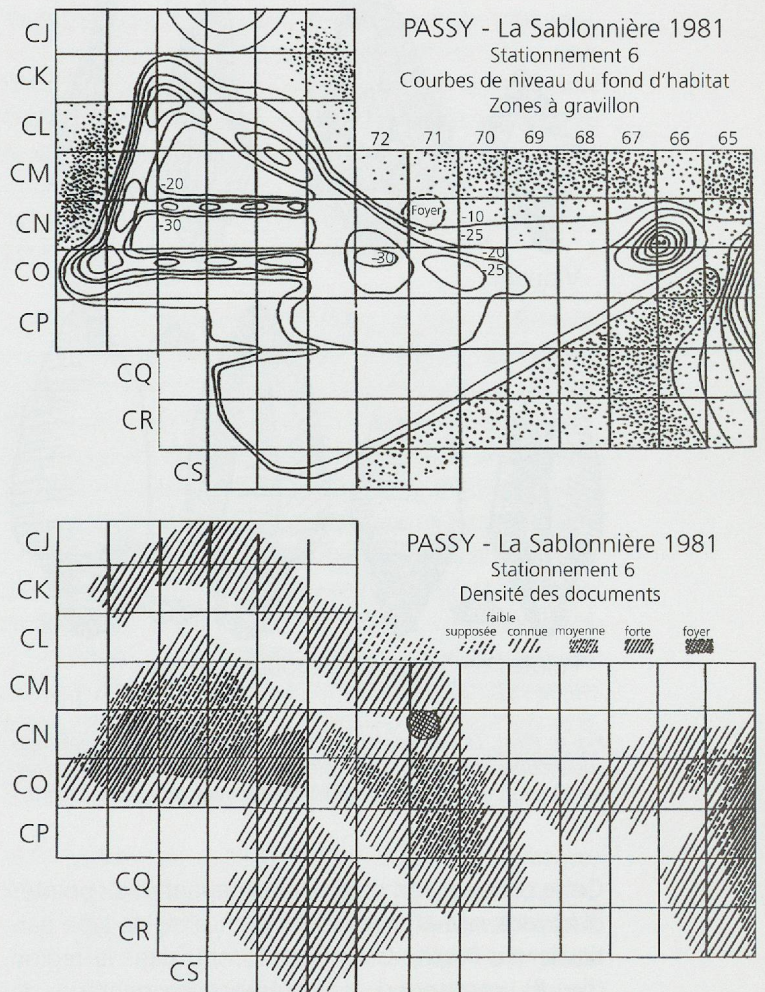 PASSY - La Sablonnière 1981
Stationnement 6
Courbes de niveau du fond d'habitat
Zones à gravillon
CJ
CK
CL
CM
CN
CO
CP
CQ
CR
CS
72 71 70 69 68 67 66 65
-20
-30
Foyer
-10
-25
-30
-20
-25
PASSY - La Sablonnière 1981
Stationnement 6
Densité des documents
faible
supposée connue moyenne forte foyer
CJ
CK
CL
CM
CN
CO
CP
CQ
CR
CS